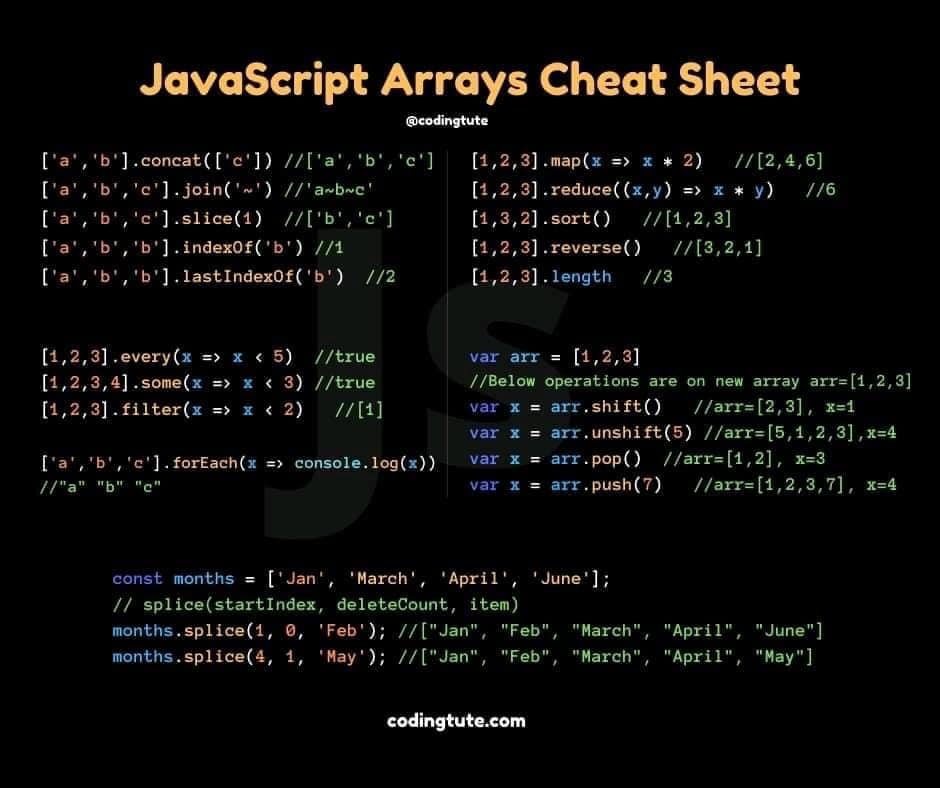 JavaScript Arrays Cheat Sheet
@codingtute
['a','b'].concat(['c']) //['a','b','c']
['a','b','c'].join('~') //'a~b~c'
['a','b','c'].slice(1) //['b','c']
['a','b','b'].indexOf('b') //1
['a','b','b'].lastIndexOf('b') //2
[1,2,3].every(x => x < 5) //true
[1,2,3,4].some(x => x < 3) //true
[1,2,3].filter(x => x < 2) //[1]
['a','b','c'].forEach(x => console.log(x))
//"a" "b" "c"
[1,2,3].map(x => x * 2) //[2,4,6]
[1,2,3].reduce((x,y) => x * y) //6
[1,3,2].sort() //[1,2,3]
[1,2,3].reverse() //[3,2,1]
[1,2,3].length //3
var arr = [1,2,3]
//Below operations are on new array arr=[1,2,3]
var x = arr.shift() //arr=[2,3], x=1
var x = arr.unshift(5) //arr=[5,1,2,3],x=4
var x = arr.pop() //arr=[1,2], x=3
var x = arr.push(7) //arr=[1,2,3,7], x=4
Js
const months = ['Jan', 'March', 'April', 'June'];
// splice(startIndex, deleteCount, item)
months.splice(1, 0, 'Feb'); //["Jan", "Feb", "March", "April", "June"]
months.splice(4, 1, 'May'); //["Jan", "Feb", "March", "April", "May"]
codingtute.com